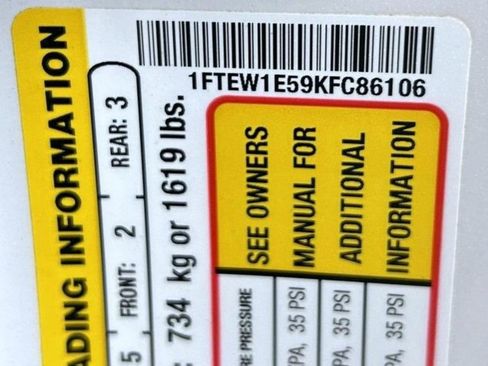 1FTEW1E59KFC86106
ADING INFORMATION
5 FRONT: 2 REAR: 3
: 734 kg or 1619 lbs.
RE PRESSURE SEE OWNERS
PA, 35 PSI MANUAL FOR
PA, 35 PSI ADDITIONAL
PA, 35 PSI INFORMATION